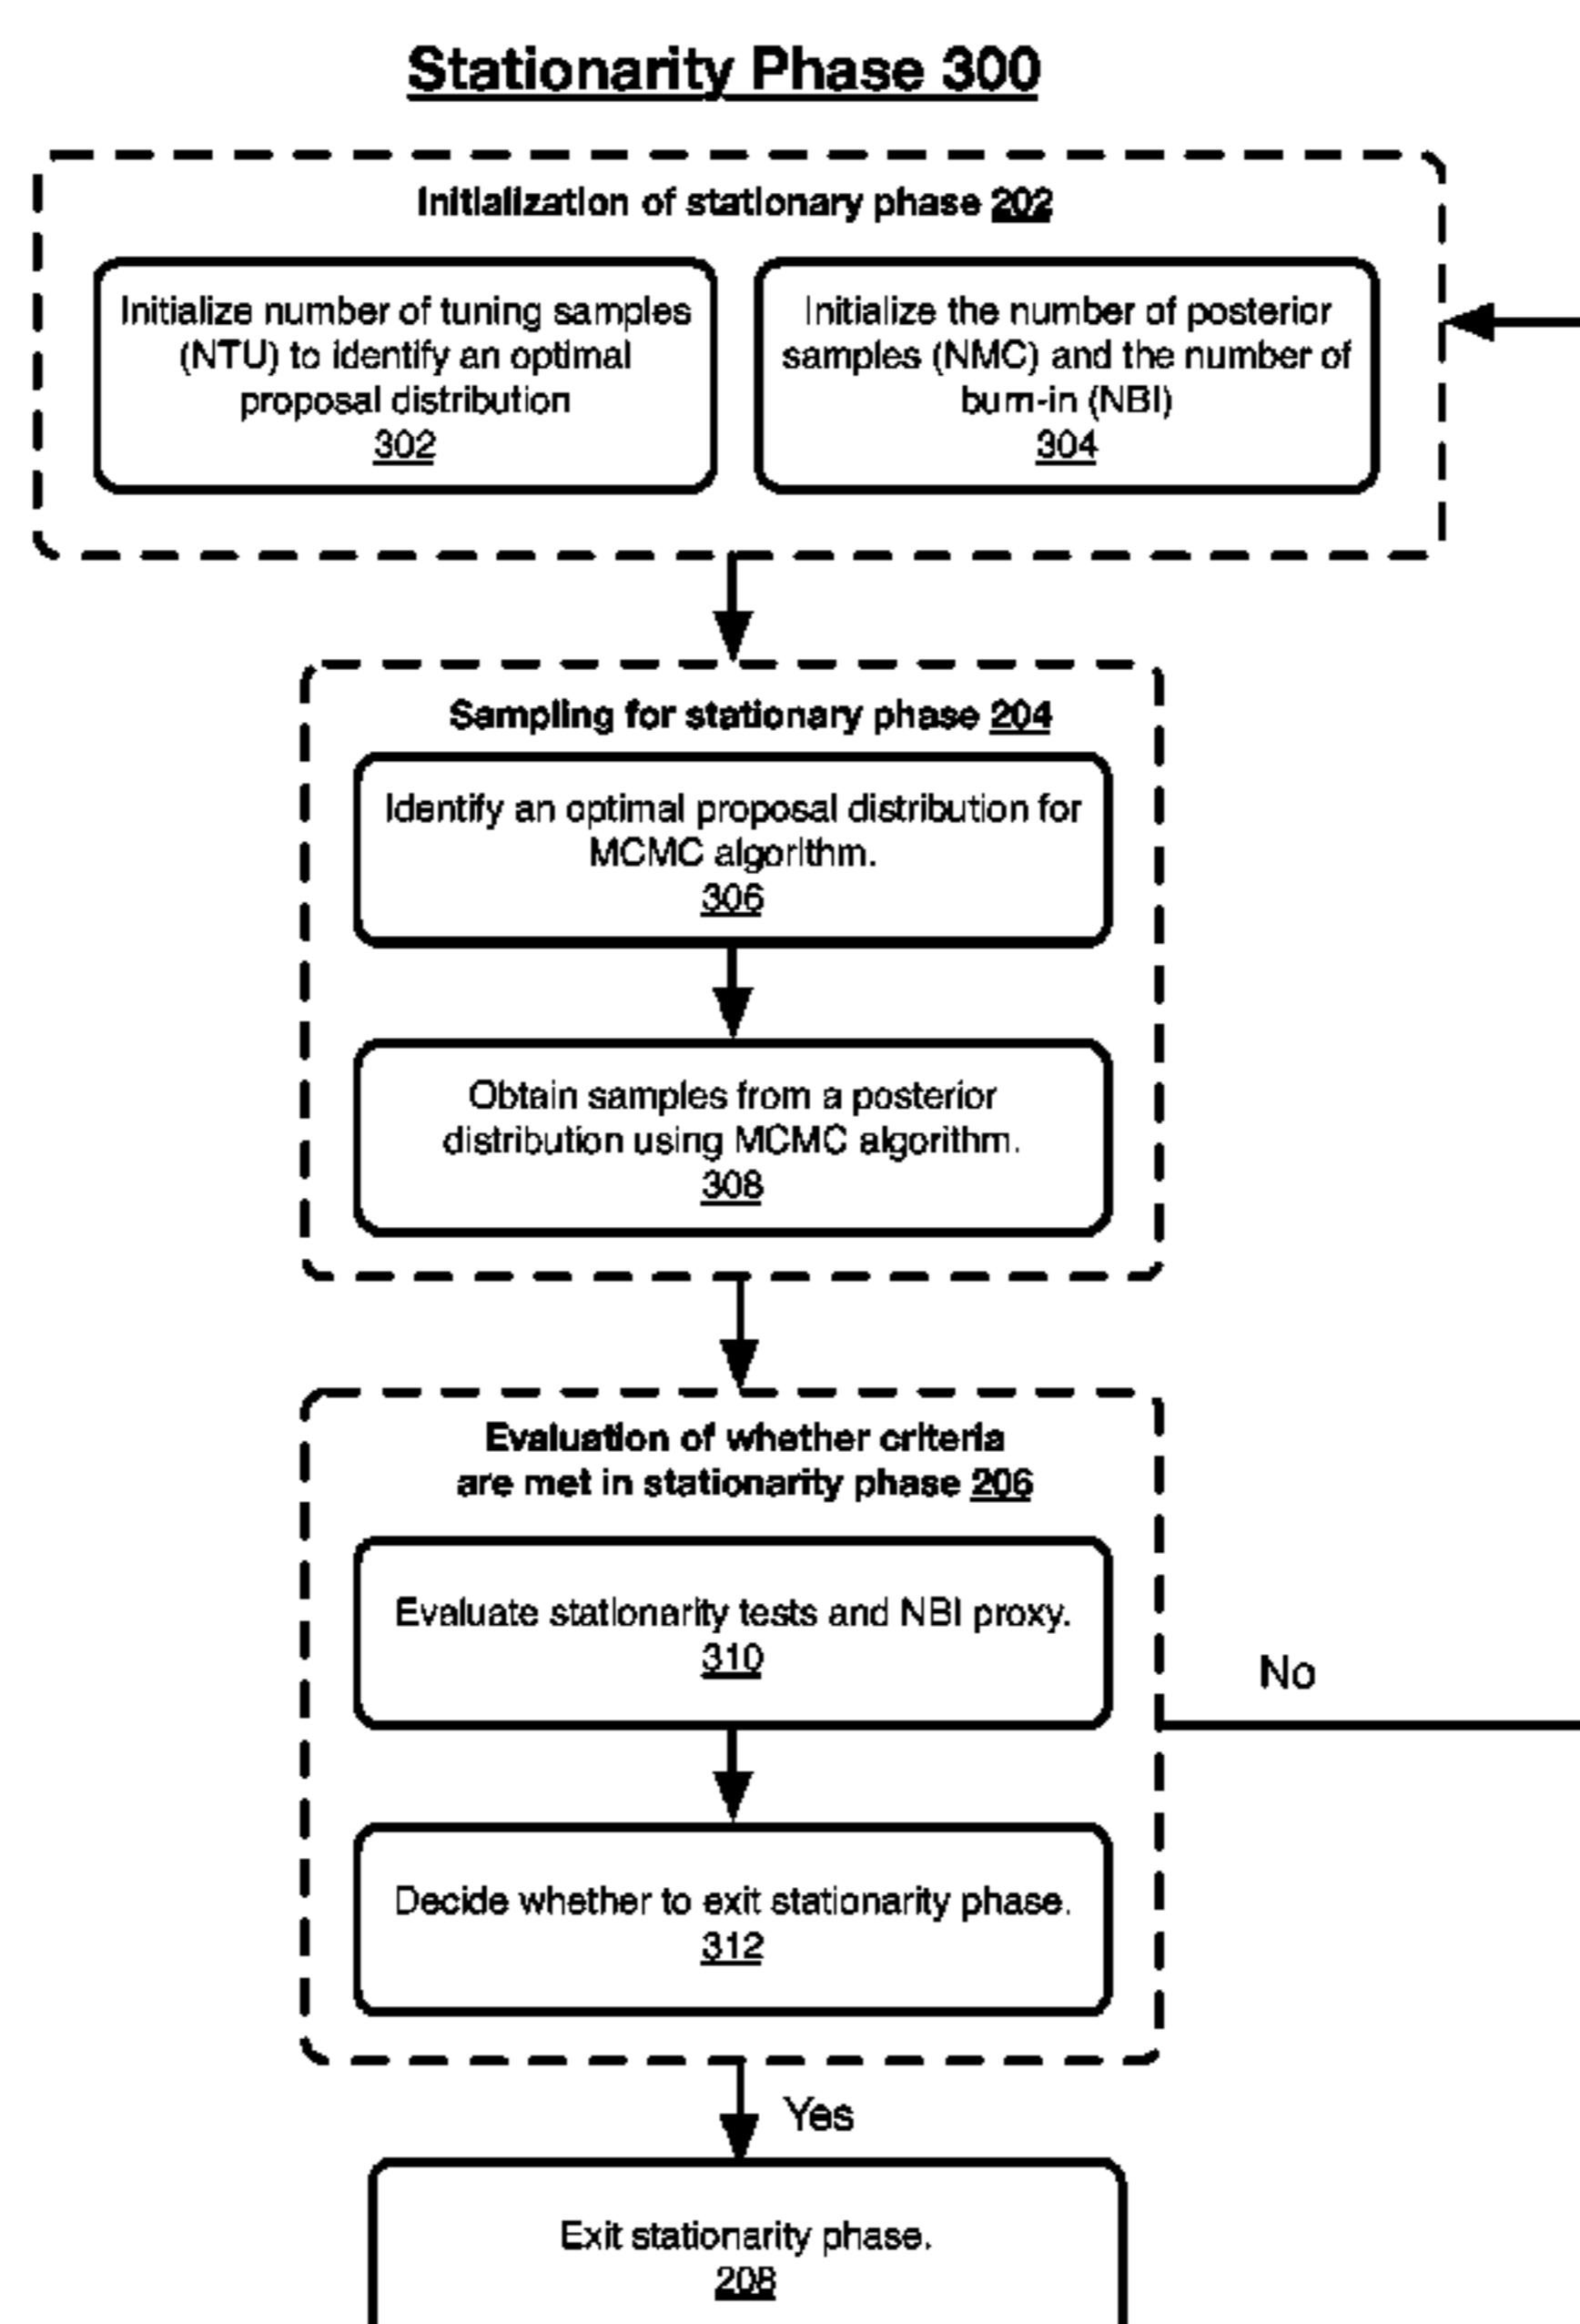 Stationarity Phase 300
Initialization of stationary phase 202
Initialize number of tuning samples
(NTU) to identify an optimal
proposal distribution
302
Initialize the number of posterior
samples (NMC) and the number of
burn-in (NBI)
304
Sampling for stationary phase 204
Identify an optimal proposal distribution for
MCMC algorithm.
306
Obtain samples from a posterior
distribution using MCMC algorithm.
308
Evaluation of whether criteria
are met in stationarity phase 206
Evaluate stationarity tests and NBI proxy.
310
No
Decide whether to exit stationarity phase.
312
Yes
Exit stationarity phase.
208